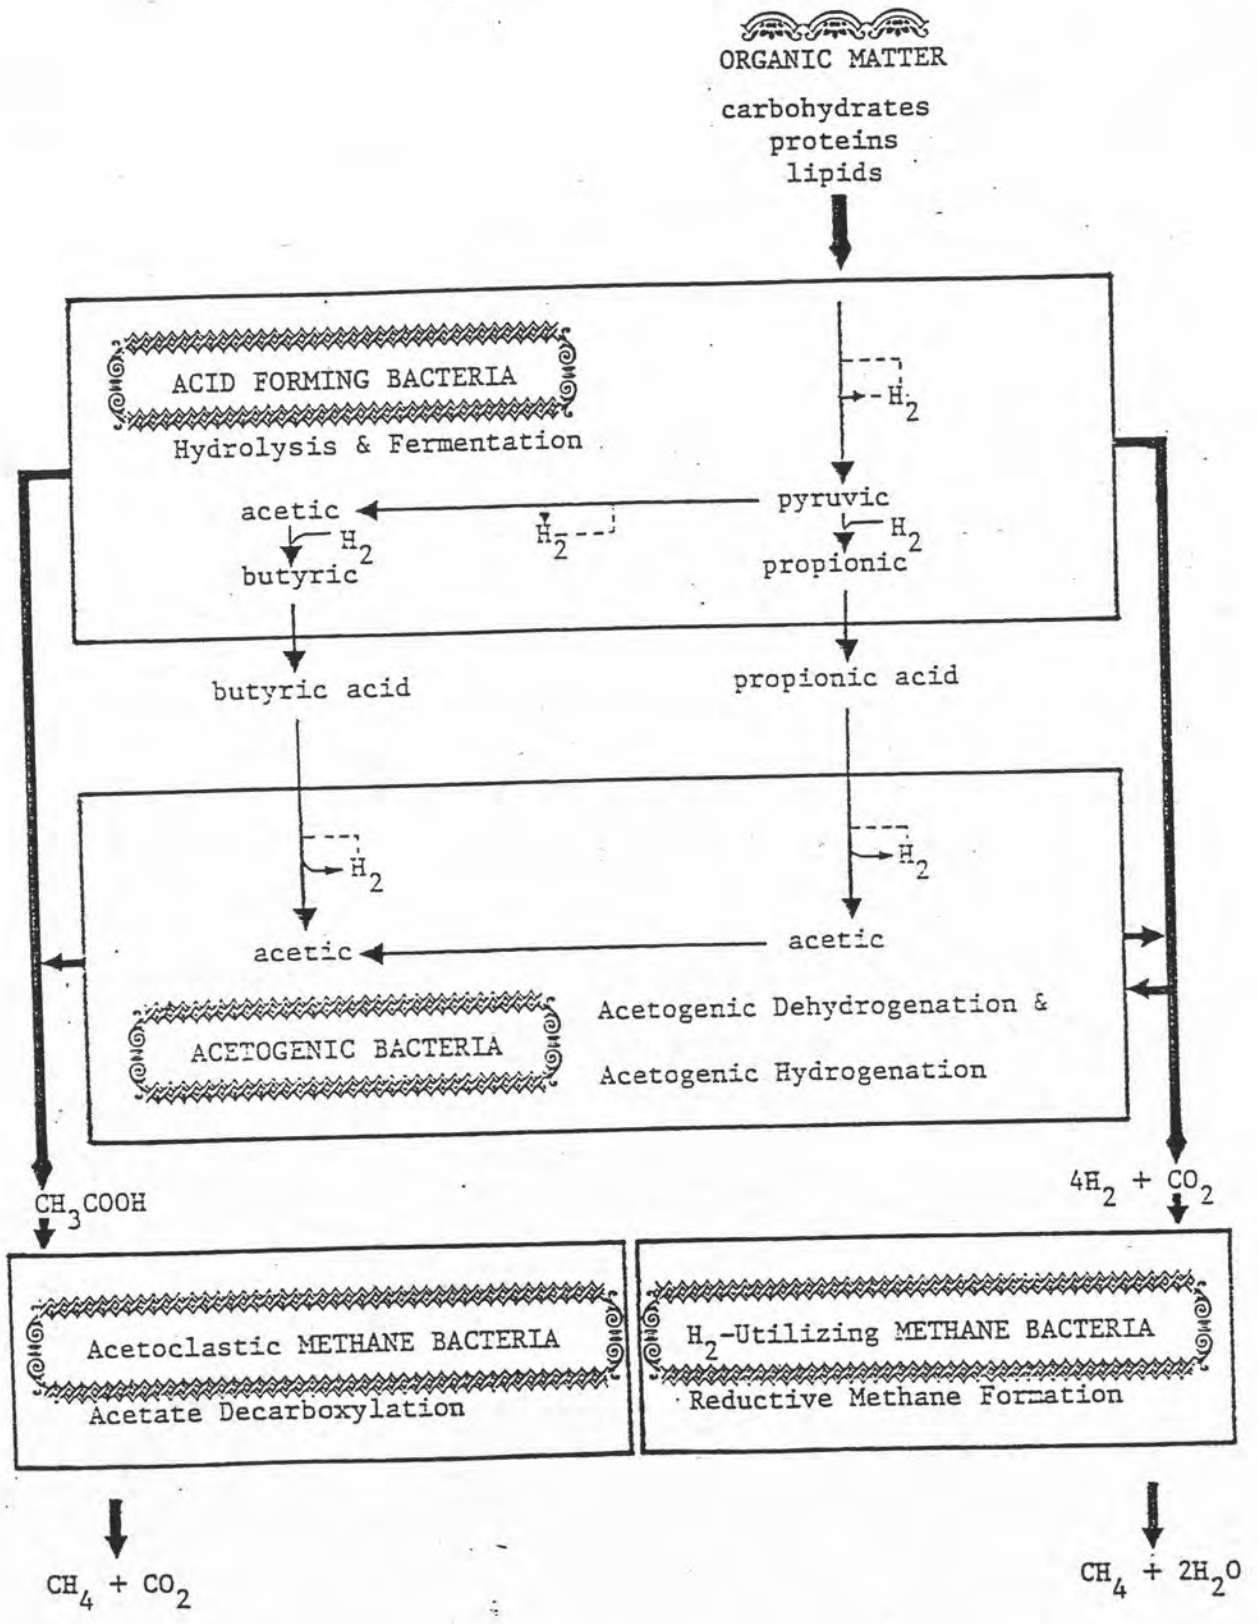 ORGANIC MATTER
carbohydrates
proteins
lipids
ACID FORMING BACTERIA
Hydrolysis & Fermentation
H2
acetic
pyruvic
H2
H2
H2
butyric
propionic
butyric acid
propionic acid
H2
H2
acetic
acetic
Acetogenic Dehydrogenation &
ACETOGENIC BACTERIA
Acetogenic Hydrogenation
CH3COOH
4H2 + CO2
Acetoclastic METHANE BACTERIA
Acetate Decarboxylation
H2-Utilizing METHANE BACTERIA
Reductive Methane Formation
CH4 + CO2
CH4 + 2H2O